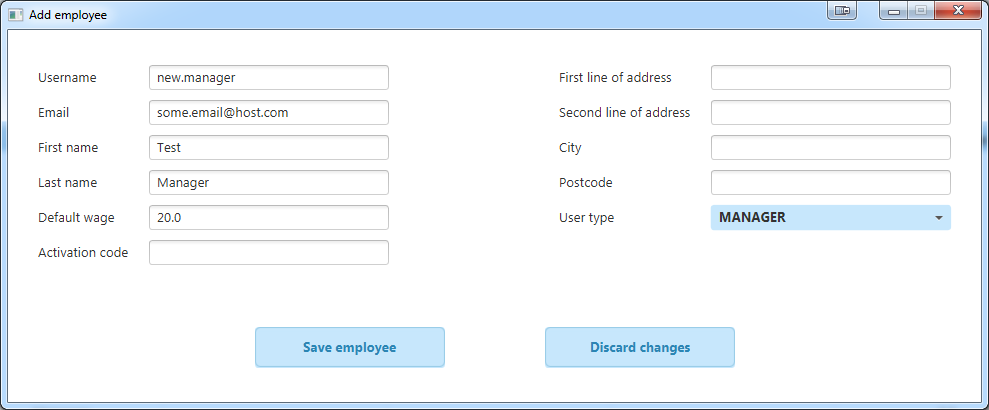 Add employee
Username new.manager
Email some.email@host.com
First name Test
Last name Manager
Default wage 20.0
Activation code
First line of address
Second line of address
City
Postcode
User type MANAGER
Save employee Discard changes